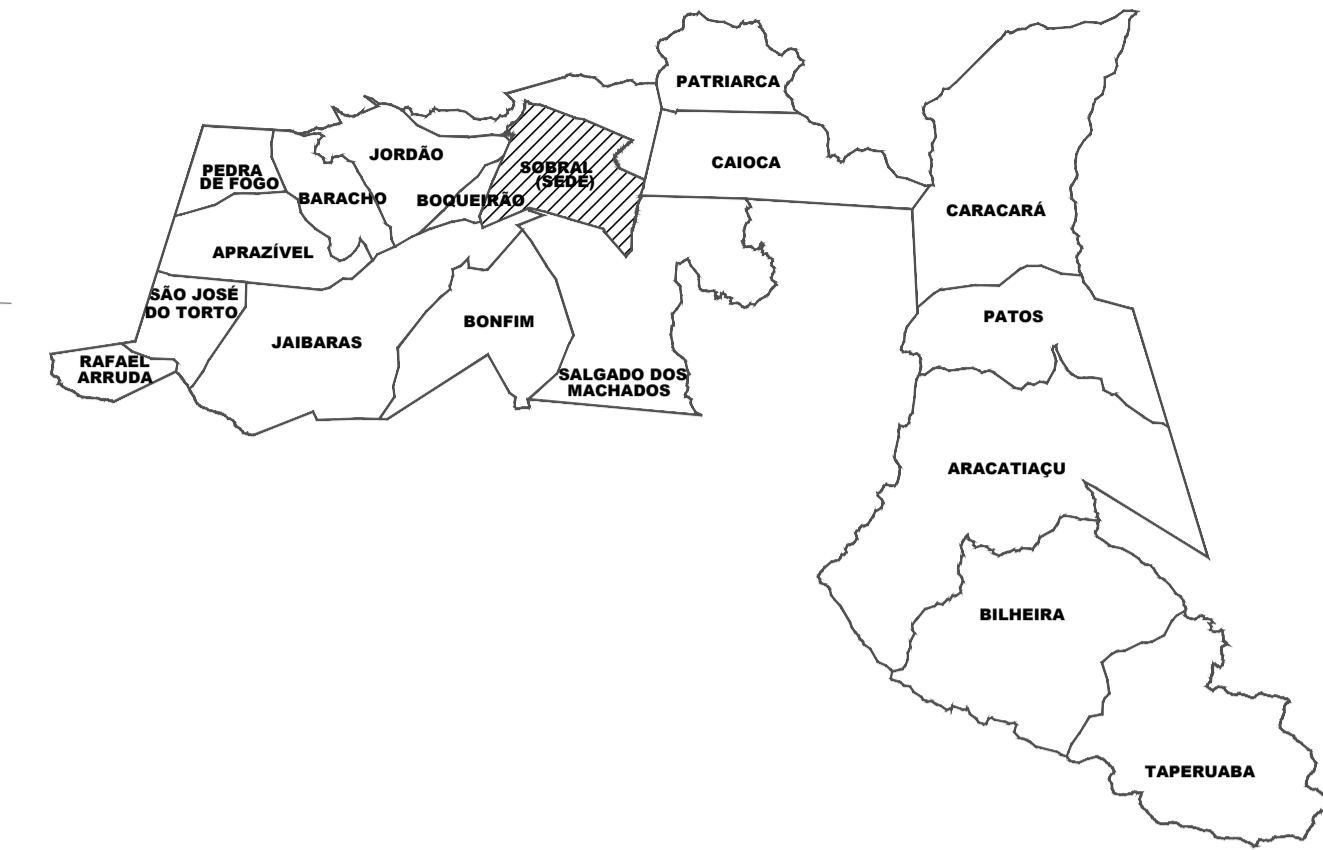 PATRIARCA
JORDÃO
CAIOCA
PEDRA
DE FOGO
SOBRAL
(SEDE)
BARACHO
BOQUEIRÃO
CARACARÁ
APRAZÍVEL
SÃO JOSÉ
DO TORTO
PATOS
BONFIM
JAIBARAS
RAFAEL
ARRUDA
SALGADO DOS
MACHADOS
ARACATIAÇU
BILHEIRA
TAPERUABA